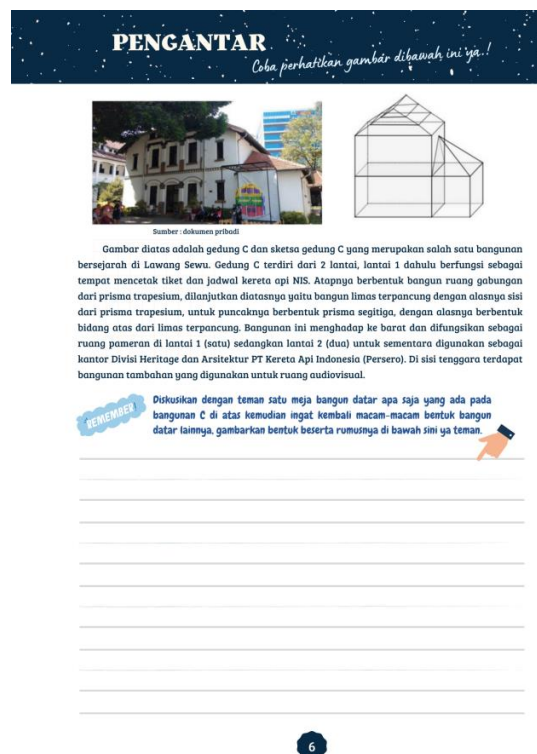 PENGANTAR
Coba perhatikan gambar dibawah ini ya..!
Sumber : dokumen pribadi
Gambar diatas adalah gedung C dan sketsa gedung C yang merupakan salah satu bangunan
bersejarah di Lawang Sewu. Gedung C terdiri dari 2 lantai, lantai 1 dahulu berfungsi sebagai
tempat mencetak tiket dan jadwal kereta api NIS. Atapnya berbentuk bangun ruang gabungan
dari prisma trapesium, dilanjutkan diatasnya yaitu bangun limas terpancung dengan alasnya sisi
dari prisma trapesium, untuk puncaknya berbentuk prisma segitiga, dengan alasnya berbentuk
bidang atas dari limas terpancung. Bangunan ini menghadap ke barat dan difungsikan sebagai
ruang pameran di lantai 1 (satu) sedangkan lantai 2 (dua) untuk sementara digunakan sebagai
kantor Divisi Heritage dan Arsitektur PT Kereta Api Indonesia (Persero). Di sisi tenggara terdapat
bangunan tambahan yang digunakan untuk ruang audiovisual.
REMEMBER!
Diskusikan dengan teman satu meja bangun datar apa saja yang ada pada
bangunan C di atas kemudian ingat kembali macam-macam bentuk bangun
datar lainnya, gambarkan bentuk beserta rumusnya di bawah sini ya teman.
6